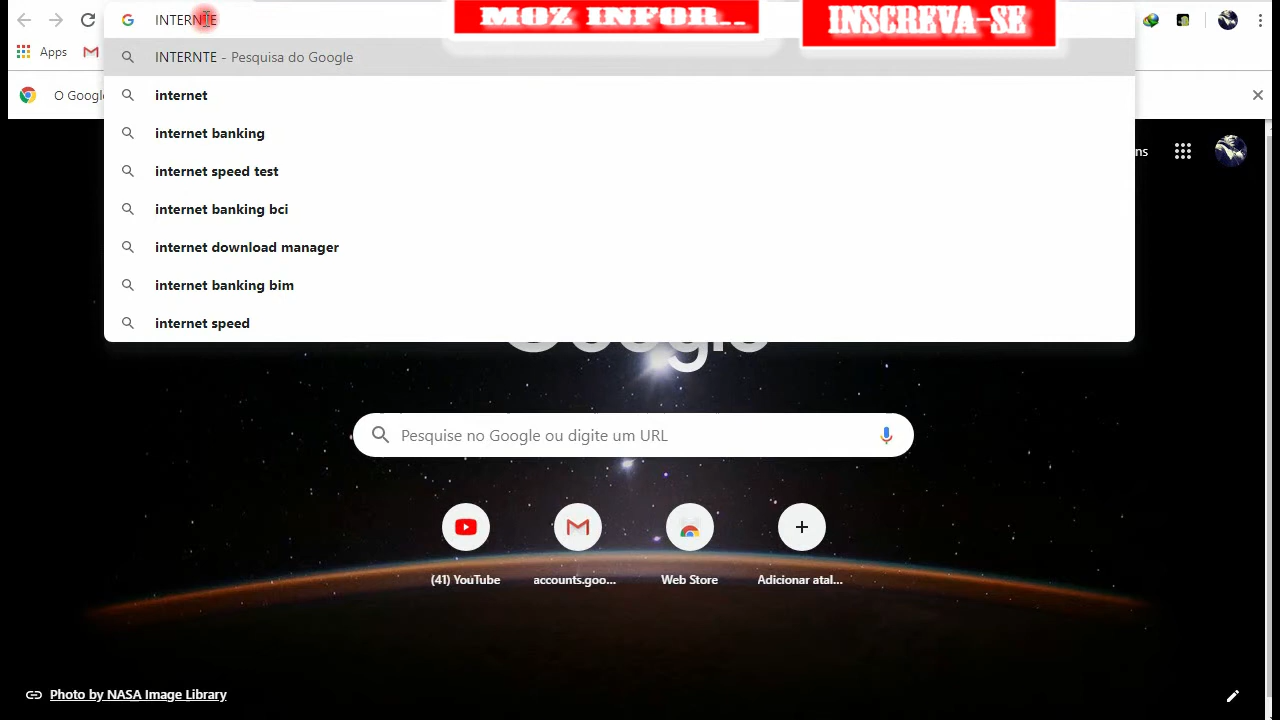 INTERNTE
MOZ INFOR..
INSCREVA-SE
Apps
INTERNTE - Pesquisa do Google
O Google
internet
internet banking
ns
internet speed test
internet banking bci
internet download manager
internet banking bim
internet speed
Google
Pesquise no Google ou digite um URL
(41) YouTube
accounts.goo...
Web Store
Adicionar atal...
Photo by NASA Image Library